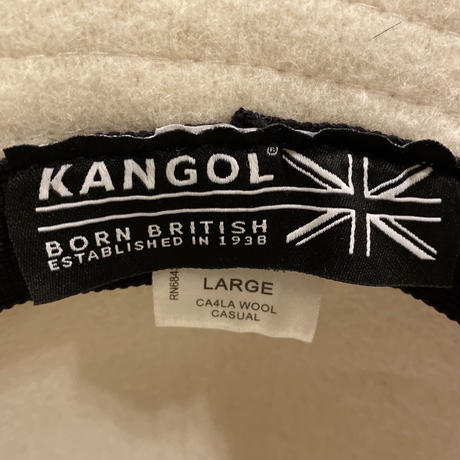 KANGOL®
BORN BRITISH
ESTABLISHED IN 1938
LARGE
CA4LA WOOL
CASUAL